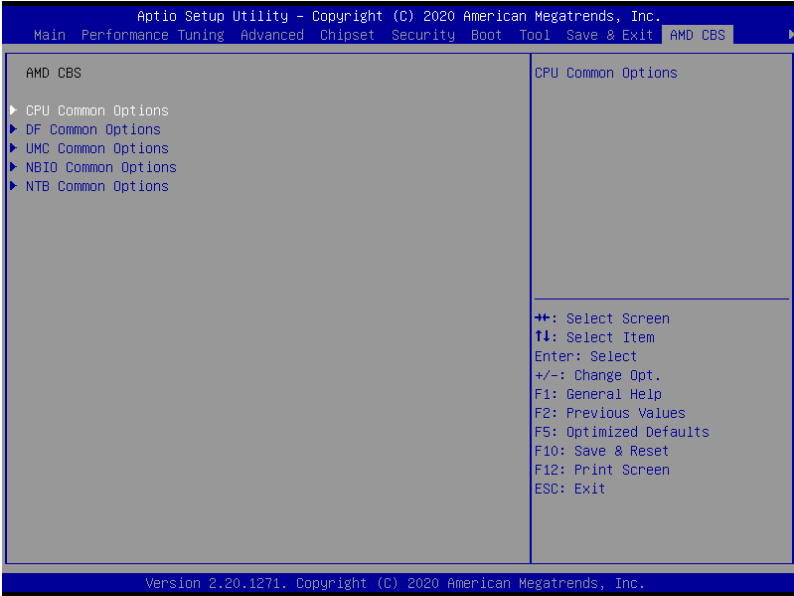 Aptio Setup Utility – Copyright (C) 2020 American Megatrends, Inc.
Main Performance Tuning Advanced Chipset Security Boot Tool Save & Exit AMD CBS
AMD CBS
CPU Common Options
DF Common Options
UMC Common Options
NBIO Common Options
NTB Common Options
CPU Common Options
→←: Select Screen
↑↓: Select Item
Enter: Select
+/-: Change Opt.
F1: General Help
F2: Previous Values
F5: Optimized Defaults
F10: Save & Reset
F12: Print Screen
ESC: Exit
Version 2.20.1271. Copyright (C) 2020 American Megatrends, Inc.